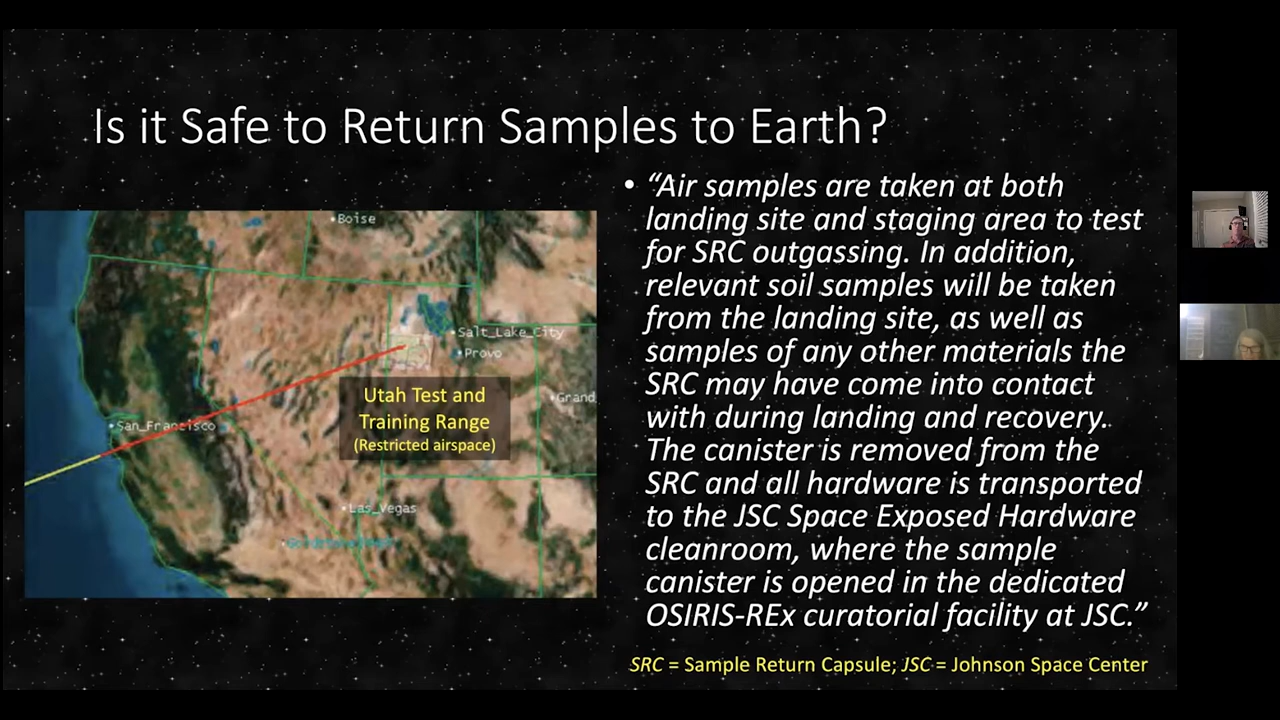 Is it Safe to Return Samples to Earth?
• “Air samples are taken at both
landing site and staging area to test
for SRC outgassing. In addition,
relevant soil samples will be taken
from the landing site, as well as
samples of any other materials the
SRC may have come into contact
with during landing and recovery.
The canister is removed from the
SRC and all hardware is transported
to the JSC Space Exposed Hardware
cleanroom, where the sample
canister is opened in the dedicated
OSIRIS-REx curatorial facility at JSC.”
SRC = Sample Return Capsule; JSC = Johnson Space Center
Boise
Salt_Lake_City
Provo
Utah Test and
Training Range
(Restricted airspace)
Grand
San_Francisco
Las_Vegas